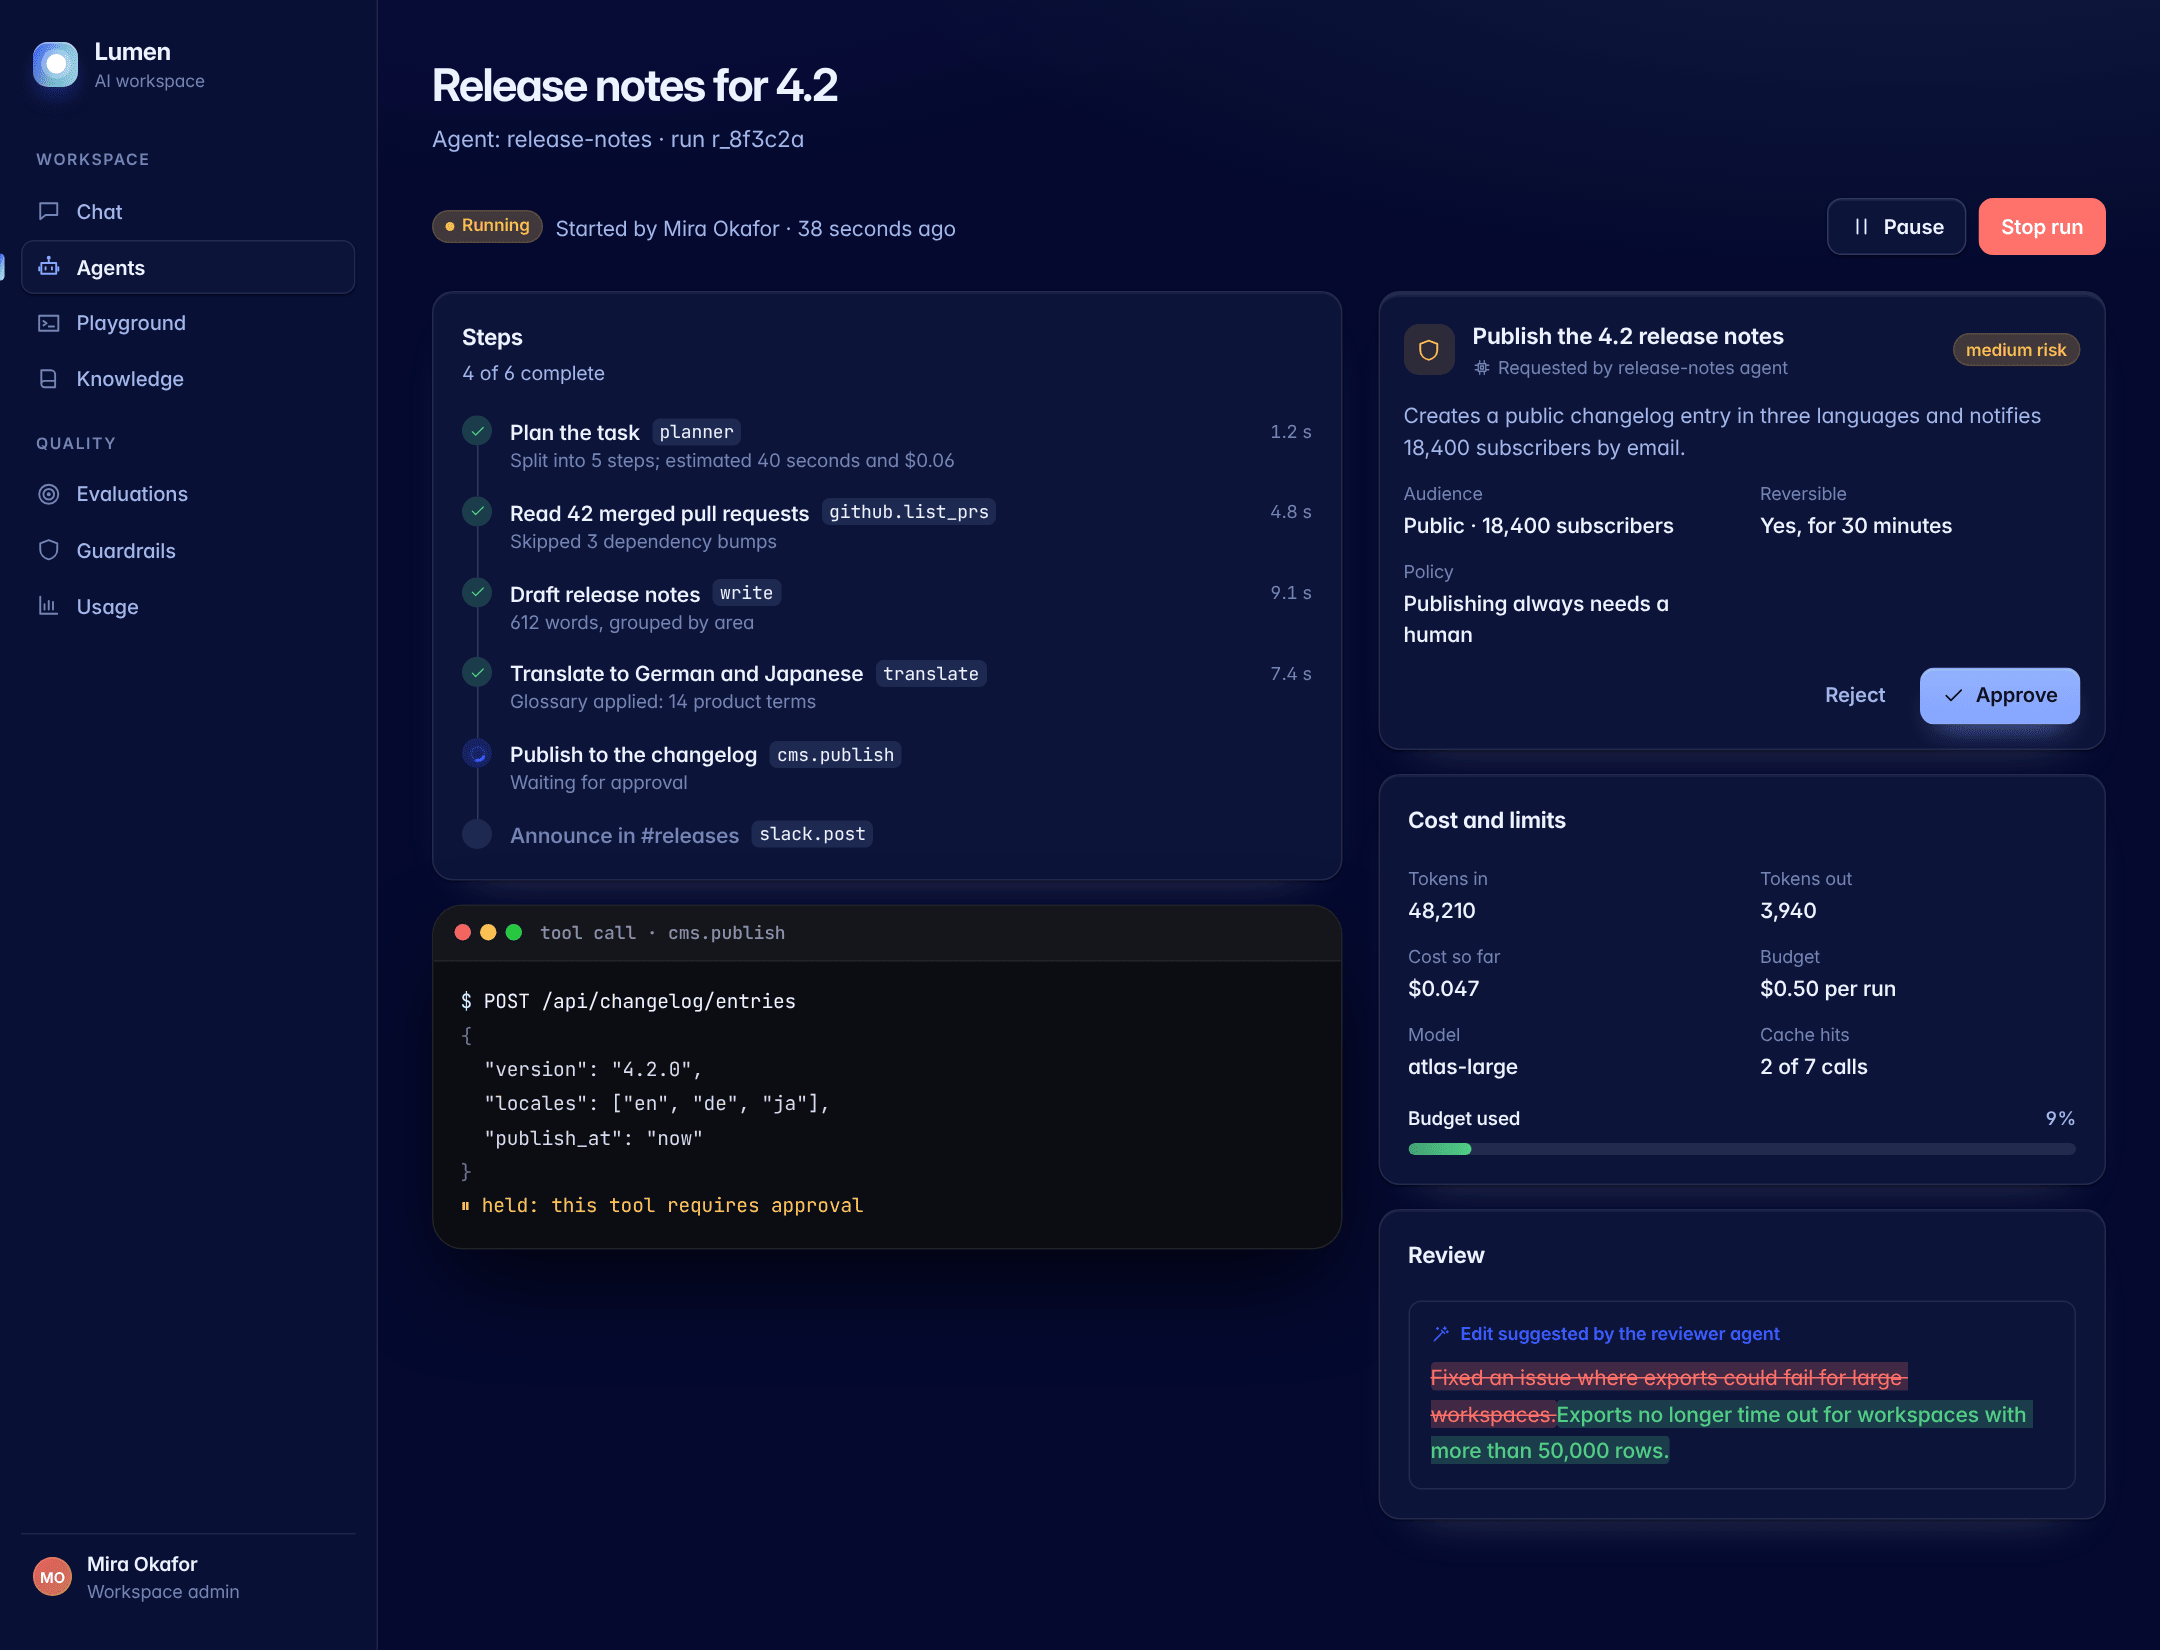 Lumen
AI workspace
WORKSPACE
Chat
Agents
Playground
Knowledge
QUALITY
Evaluations
Guardrails
Usage
Mira Okafor
MO
Workspace admin
Release notes for 4.2
Agent: release-notes · run r_8f3c2a
Running
Started by Mira Okafor · 38 seconds ago
Pause
Stop run
Steps
4 of 6 complete
Plan the task planner 1.2 s
Split into 5 steps; estimated 40 seconds and $0.06
Read 42 merged pull requests github.list_prs 4.8 s
Skipped 3 dependency bumps
Draft release notes write 9.1 s
612 words, grouped by area
Translate to German and Japanese translate 7.4 s
Glossary applied: 14 product terms
Publish to the changelog cms.publish
Waiting for approval
Announce in #releases slack.post
tool call · cms.publish
$ POST /api/changelog/entries
{
"version": "4.2.0",
"locales": ["en", "de", "ja"],
"publish_at": "now"
}
held: this tool requires approval
Publish the 4.2 release notes
Requested by release-notes agent
medium risk
Creates a public changelog entry in three languages and notifies
18,400 subscribers by email.
Audience
Public · 18,400 subscribers
Reversible
Yes, for 30 minutes
Policy
Publishing always needs a
human
Reject
Approve
Cost and limits
Tokens in
48,210
Tokens out
3,940
Cost so far
$0.047
Budget
$0.50 per run
Model
atlas-large
Cache hits
2 of 7 calls
Budget used 9%
Review
Edit suggested by the reviewer agent
Fixed an issue where exports could fail for large
workspaces.Exports no longer time out for workspaces with
more than 50,000 rows.